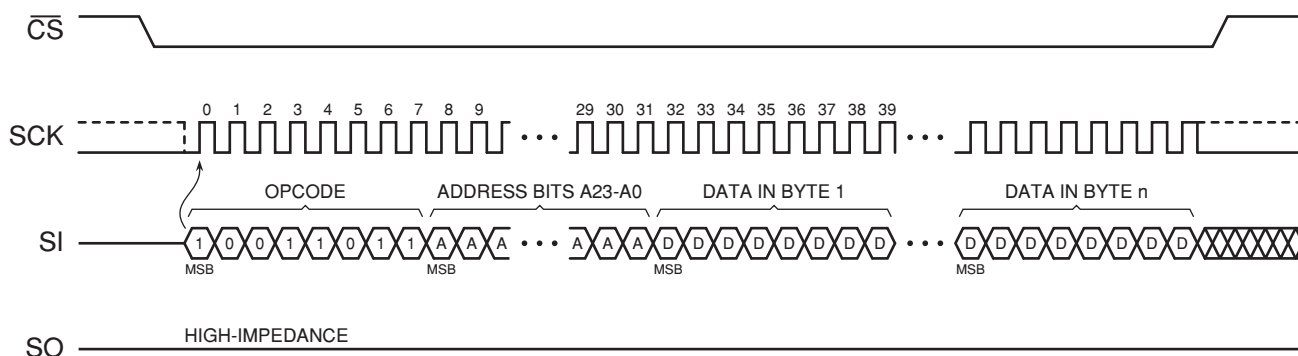 CS
0 1 2 3 4 5 6 7 8 9 29 30 31 32 33 34 35 36 37 38 39
SCK
OPCODE ADDRESS BITS A23-A0 DATA IN BYTE 1 DATA IN BYTE n
SI 1 0 0 1 1 0 1 1 A A A A A A D D D D D D D D D D D D D D D D
MSB MSB MSB MSB
HIGH-IMPEDANCE
SO